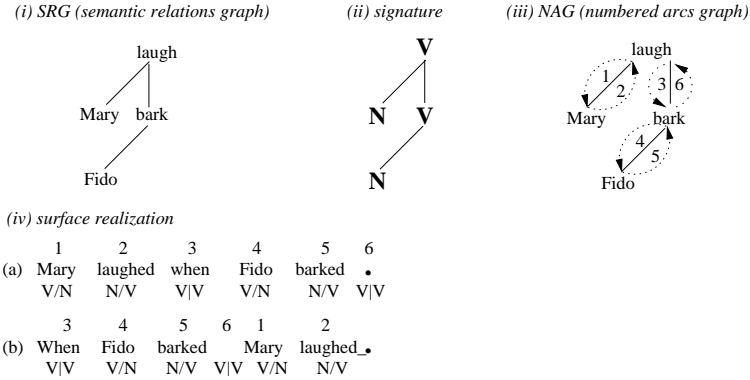 (i) SRG (semantic relations graph) (ii) signature (iii) NAG (numbered arcs graph)
laugh V laugh
1 2 3 6
Mary bark N V Mary bark
4 5
Fido N Fido
(iv) surface realization
1 2 3 4 5 6
(a) Mary laughed when Fido barked .
V/N N/V V|V V/N N/V V|V
3 4 5 6 1 2
(b) When Fido barked Mary laughed_.
V|V V/N N/V V|V V/N N/V